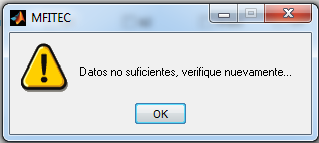 MFITEC
Datos no suficientes, verifique nuevamente...
OK